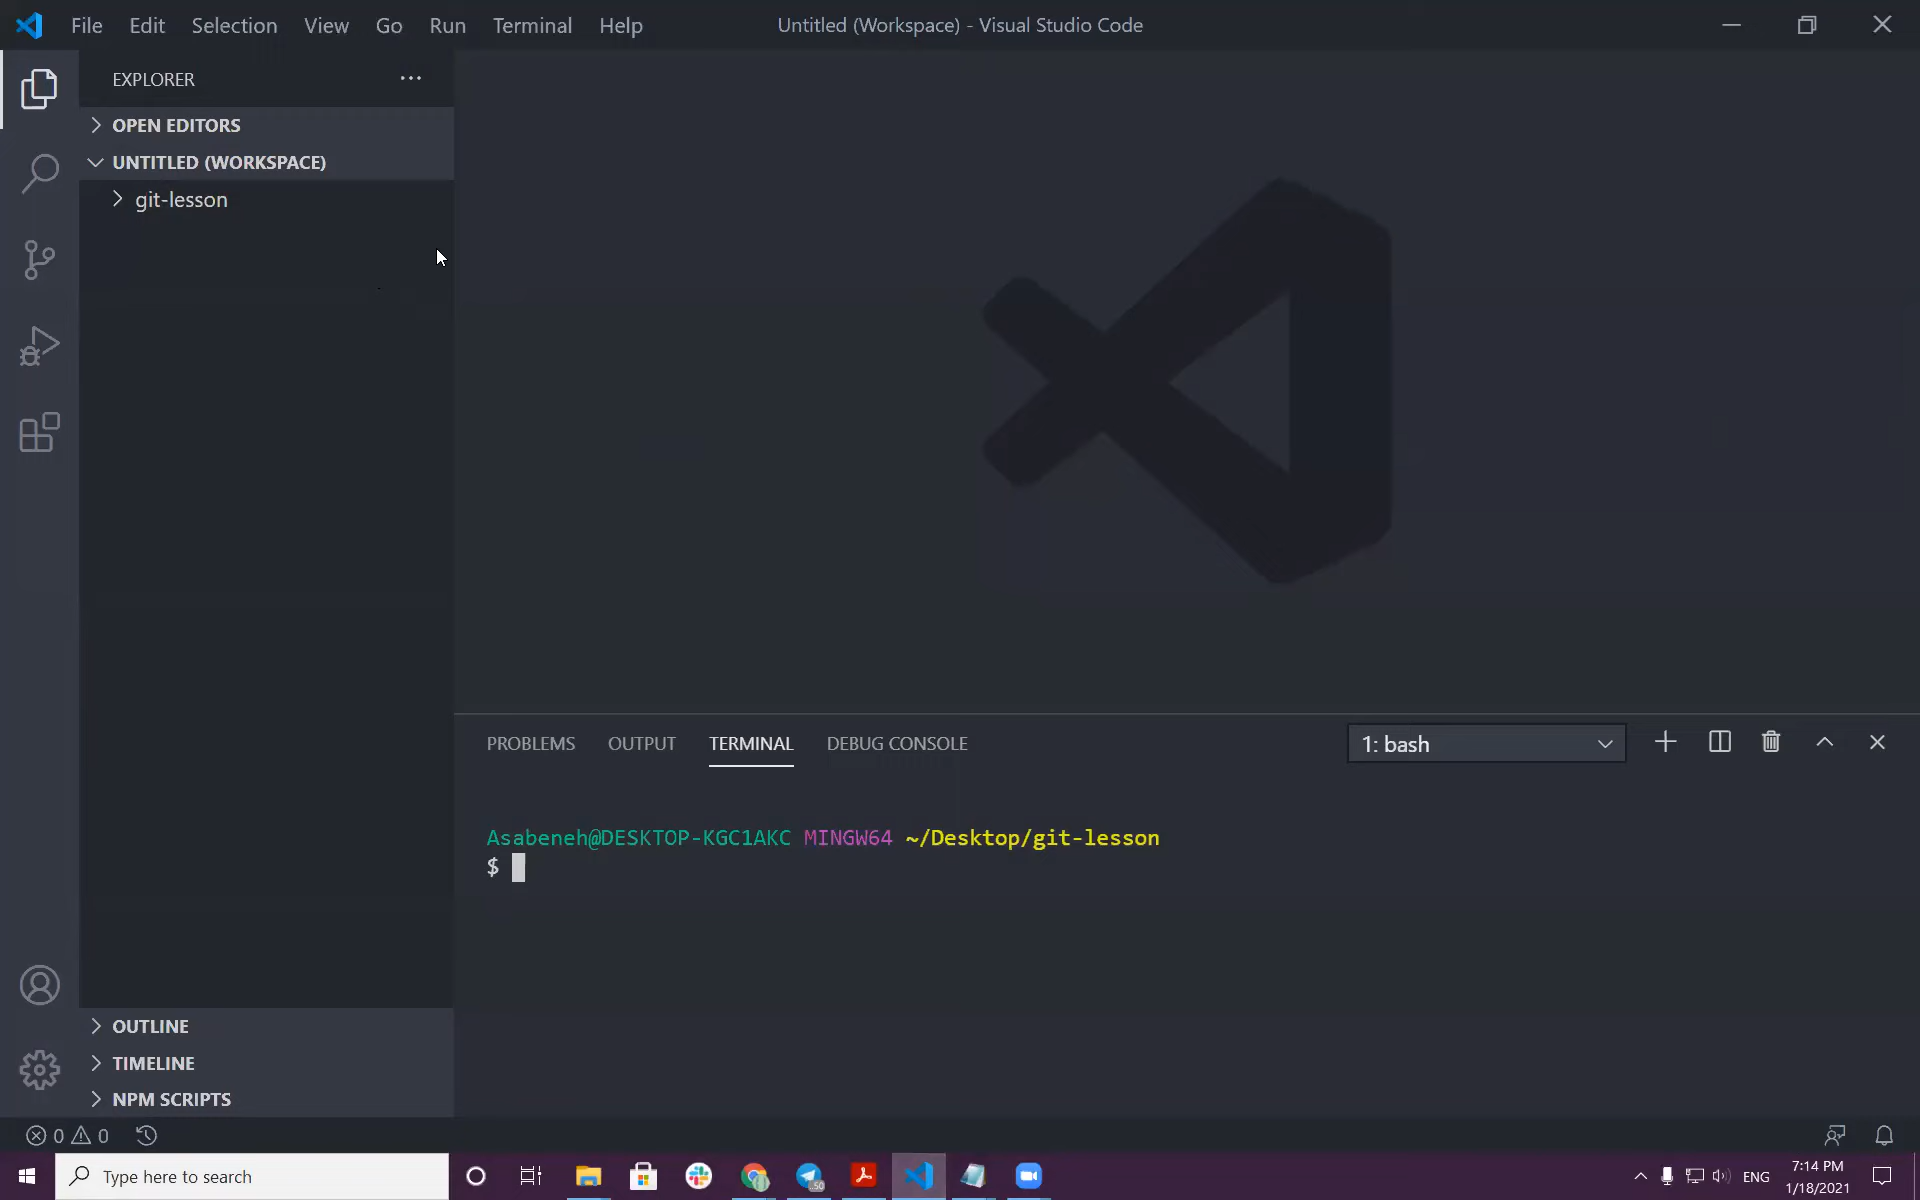 File Edit Selection View Go Run Terminal Help
Untitled (Workspace) - Visual Studio Code
EXPLORER
OPEN EDITORS
UNTITLED (WORKSPACE)
git-lesson
PROBLEMS OUTPUT TERMINAL DEBUG CONSOLE
1: bash
Asabeneh@DESKTOP-KGC1AKC MINGW64 ~/Desktop/git-lesson
$
OUTLINE
TIMELINE
NPM SCRIPTS
0 0
Type here to search
50
ENG
7:14 PM
1/18/2021